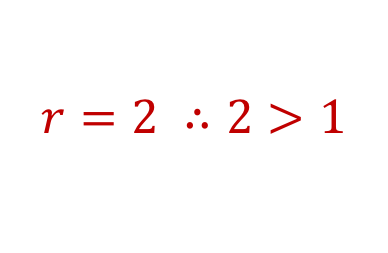 r = 2 ∴ 2 > 1